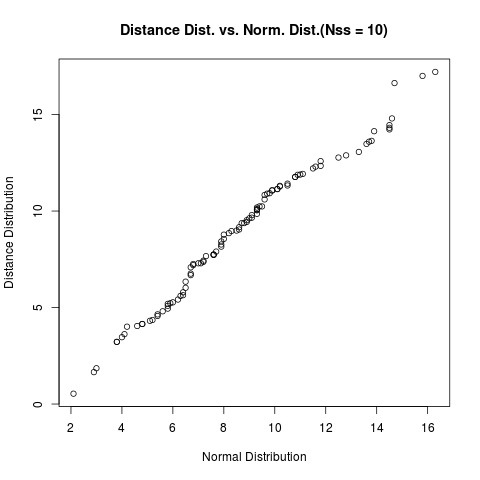 Distance Dist. vs. Norm. Dist.(Nss = 10)
Distance Distribution
15
10
5
0
2 4 6 8 10 12 14 16
Normal Distribution